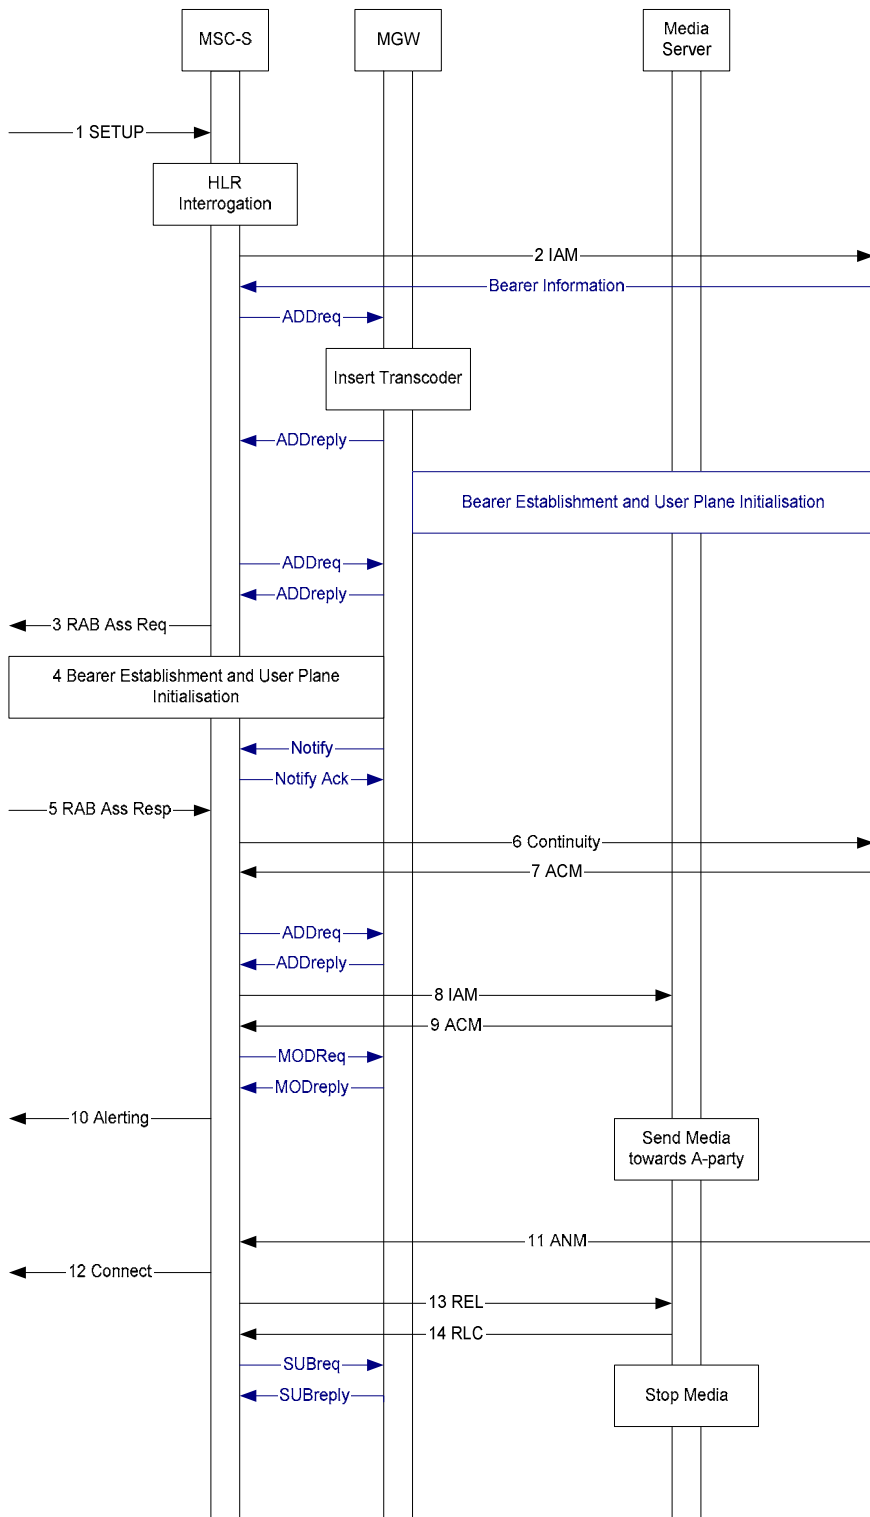 MSC-S
MGW
Media
Server
1 SETUP
HLR
Interrogation
2 IAM
Bearer Information
ADDreq
Insert Transcoder
ADDreply
Bearer Establishment and User Plane Initialisation
ADDreq
ADDreply
3 RAB Ass Req
4 Bearer Establishment and User Plane
Initialisation
Notify
Notify Ack
5 RAB Ass Resp
6 Continuity
7 ACM
ADDreq
ADDreply
8 IAM
9 ACM
MODReq
MODreply
10 Alerting
Send Media
towards A-party
11 ANM
12 Connect
13 REL
14 RLC
SUBreq
SUBreply
Stop Media